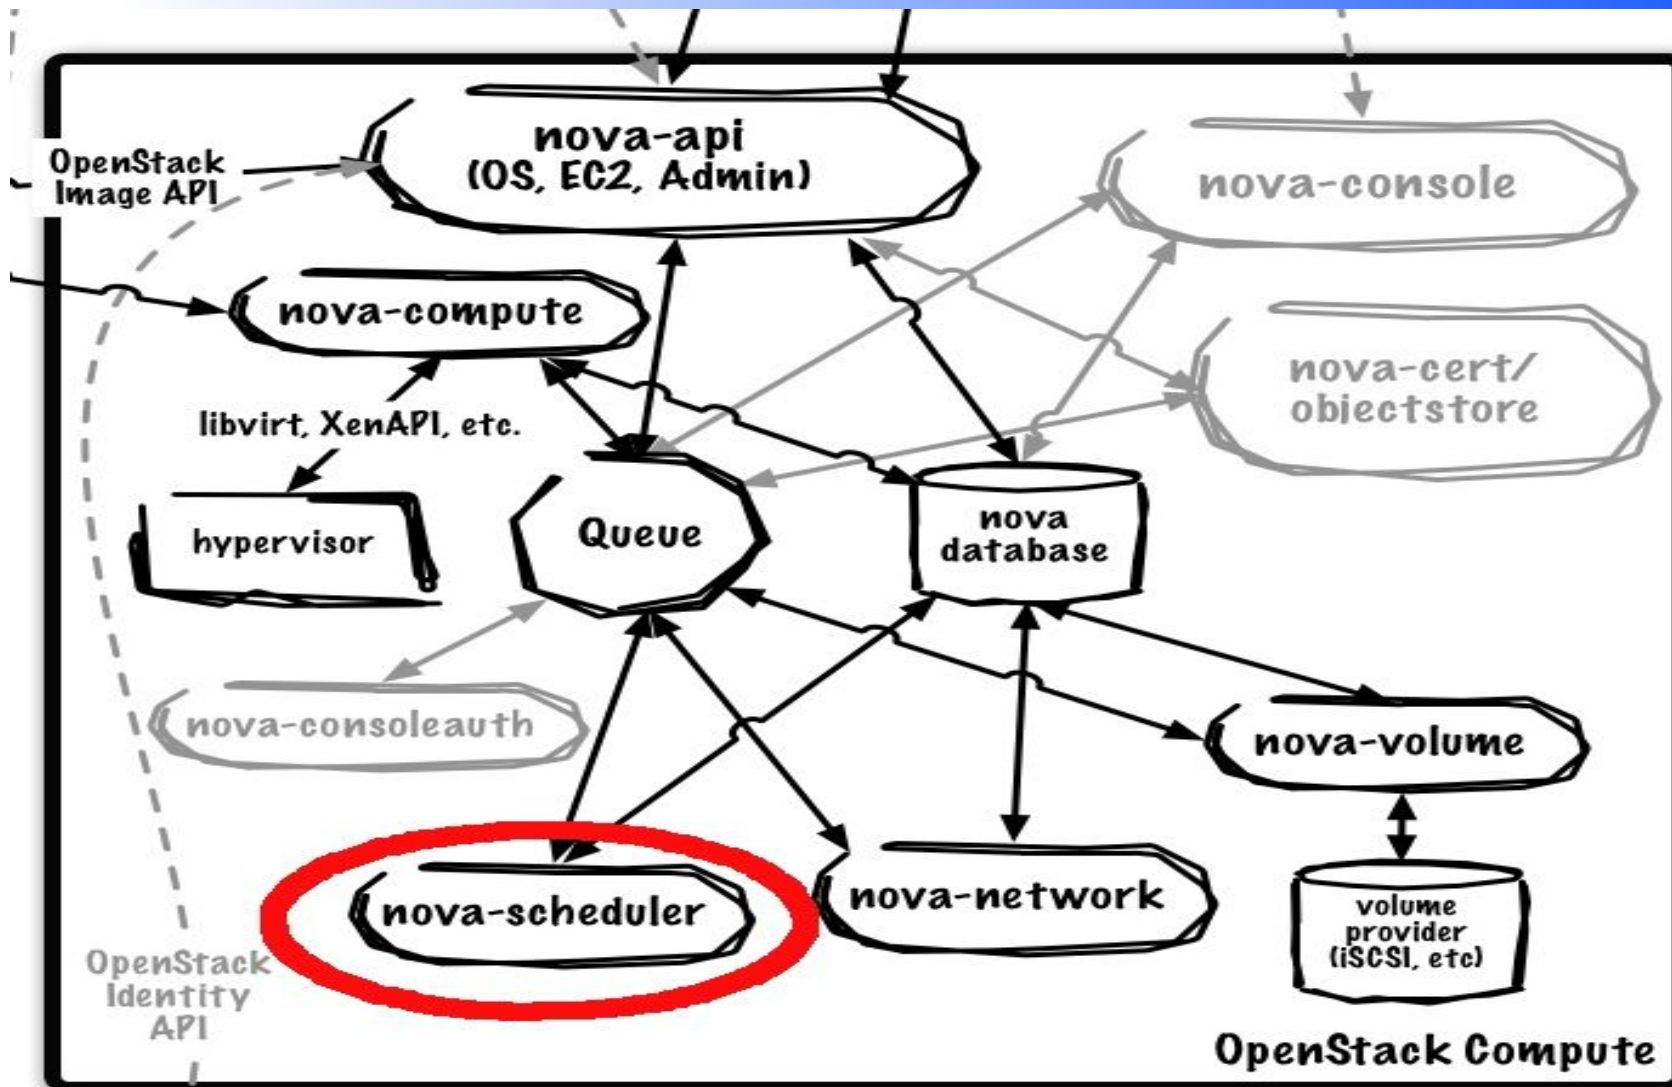 nova-api
(OS, EC2, Admin)
OpenStack
Image API
nova-console
nova-compute
nova-cert/
objectstore
libvirt, XenAPI, etc.
hypervisor
Queue
nova
database
nova-consoleauth
nova-volume
nova-scheduler
nova-network
volume
provider
(iSCSI, etc)
OpenStack
Identity
API
OpenStack Compute